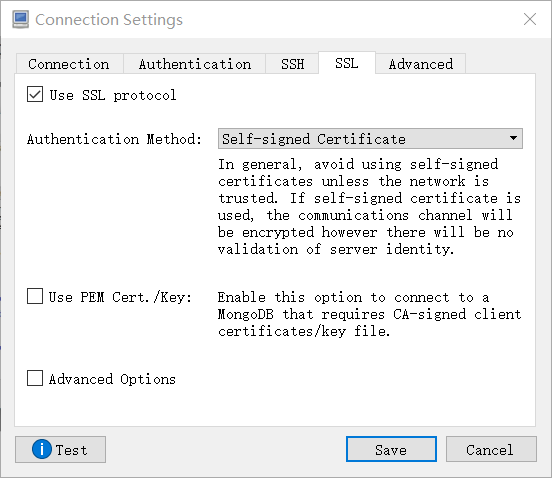 Connection Settings
Connection Authentication SSH SSL Advanced
Use SSL protocol
Authentication Method: Self-signed Certificate
In general, avoid using self-signed
certificates unless the network is
trusted. If self-signed certificate is
used, the communications channel will
be encrypted however there will be no
validation of server identity.
Use PEM Cert./Key: Enable this option to connect to a
MongoDB that requires CA-signed client
certificates/key file.
Advanced Options
Test Save Cancel